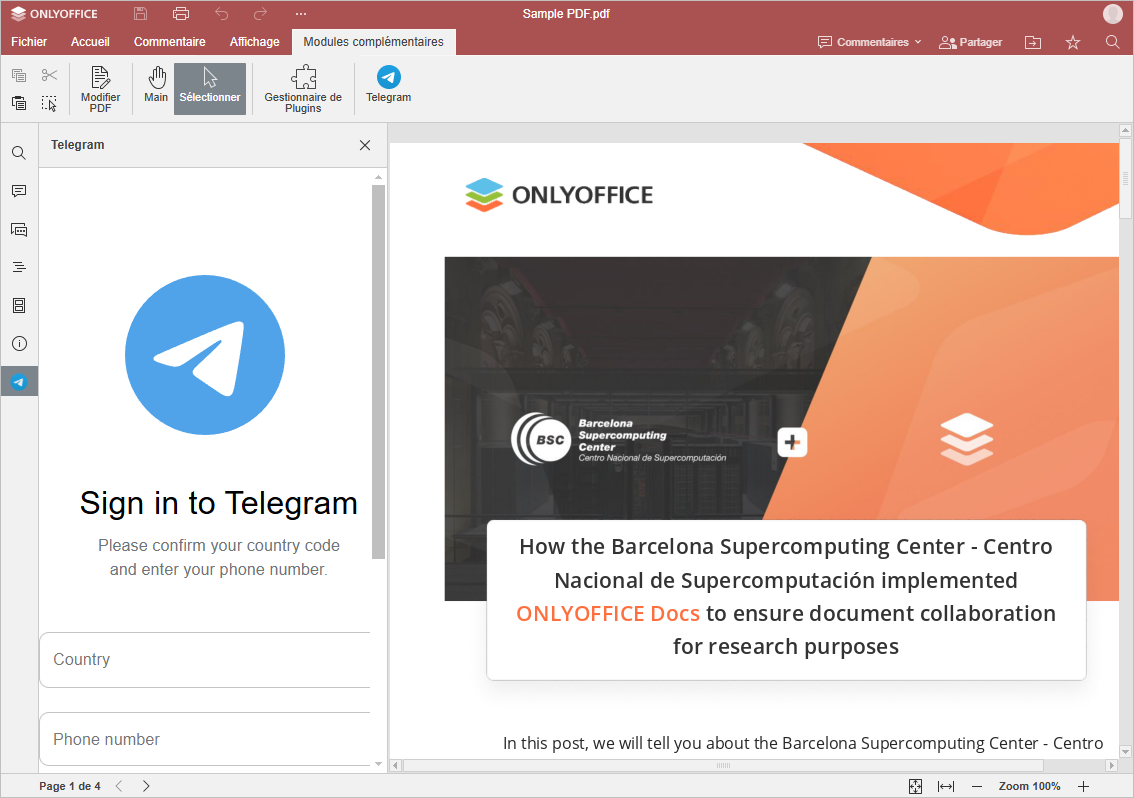 ONLYOFFICE
Sample PDF.pdf
Fichier Accueil Commentaire Affichage Modules complémentaires
Commentaires Partager
Modifier PDF
Main
Sélectionner
Gestionnaire de Plugins
Telegram
Telegram
Sign in to Telegram
Please confirm your country code
and enter your phone number.
Country
Phone number
ONLYOFFICE
BSC
Barcelona
Supercomputing
Center
Centro Nacional de Supercomputación
How the Barcelona Supercomputing Center - Centro
Nacional de Supercomputación implemented
ONLYOFFICE Docs to ensure document collaboration
for research purposes
In this post, we will tell you about the Barcelona Supercomputing Center - Centro
Page 1 de 4
Zoom 100%